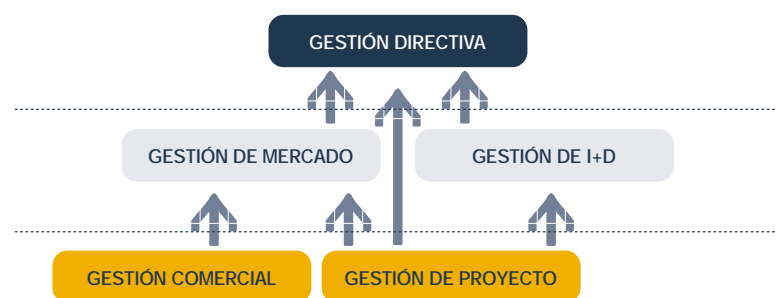 GESTIÓN DIRECTIVA
GESTIÓN DE MERCADO
GESTIÓN DE I+D
GESTIÓN COMERCIAL
GESTIÓN DE PROYECTO